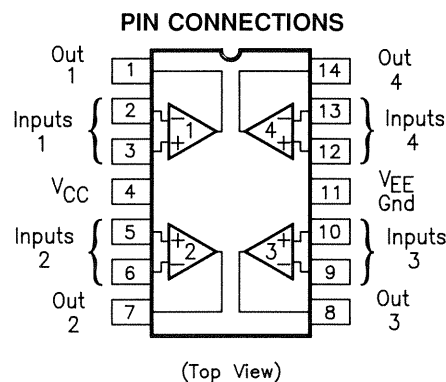 PIN CONNECTIONS
Out 1
1
14
Out 4
Inputs 1
2
3
− +
1
4
− +
13
12
Inputs 4
VCC
4
11
VEE Gnd
Inputs 2
5
6
+ −
2
3
+ −
10
9
Inputs 3
Out 2
7
8
Out 3
(Top View)